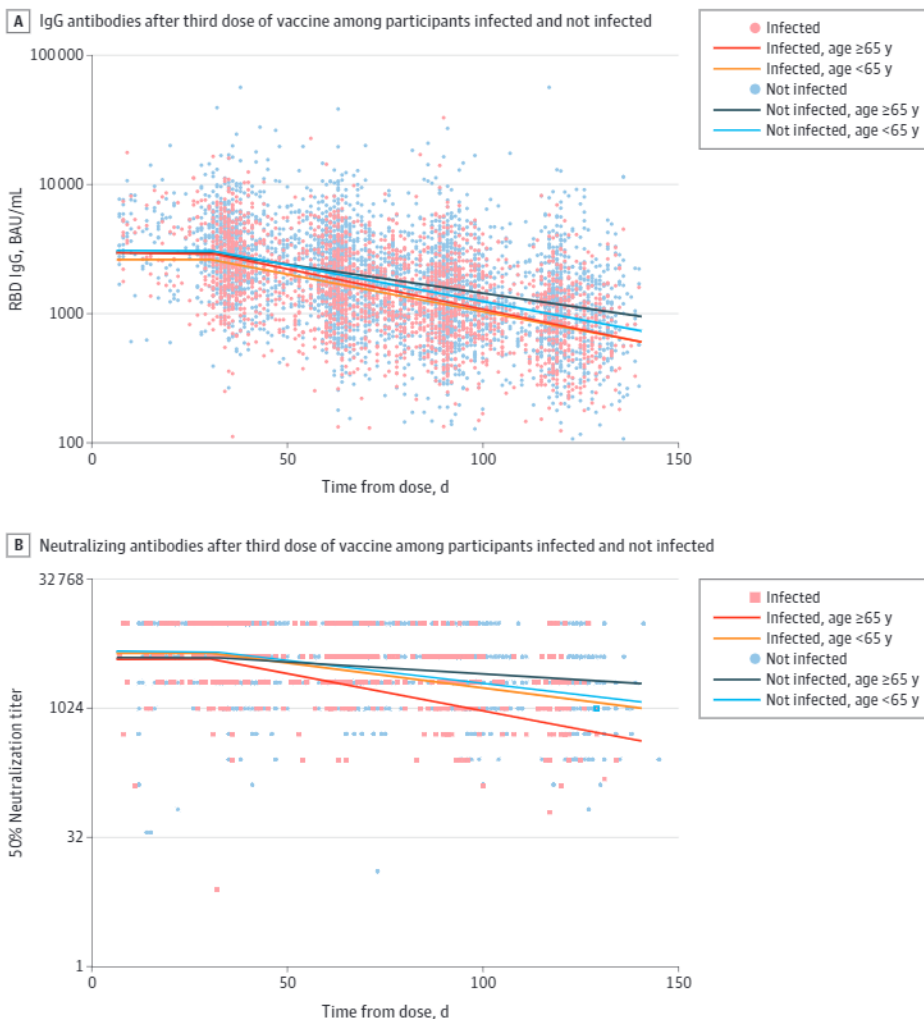 A IgG antibodies after third dose of vaccine among participants infected and not infected
Infected
Infected, age ≥65 y
Infected, age <65 y
Not infected
Not infected, age ≥65 y
Not infected, age <65 y
RBD IgG, BAU/mL
100 000
10 000
1000
100
0
50
100
150
Time from dose, d
B Neutralizing antibodies after third dose of vaccine among participants infected and not infected
Infected
Infected, age ≥65 y
Infected, age <65 y
Not infected
Not infected, age ≥65 y
Not infected, age <65 y
50% Neutralization titer
32 768
1024
32
1
0
50
100
150
Time from dose, d